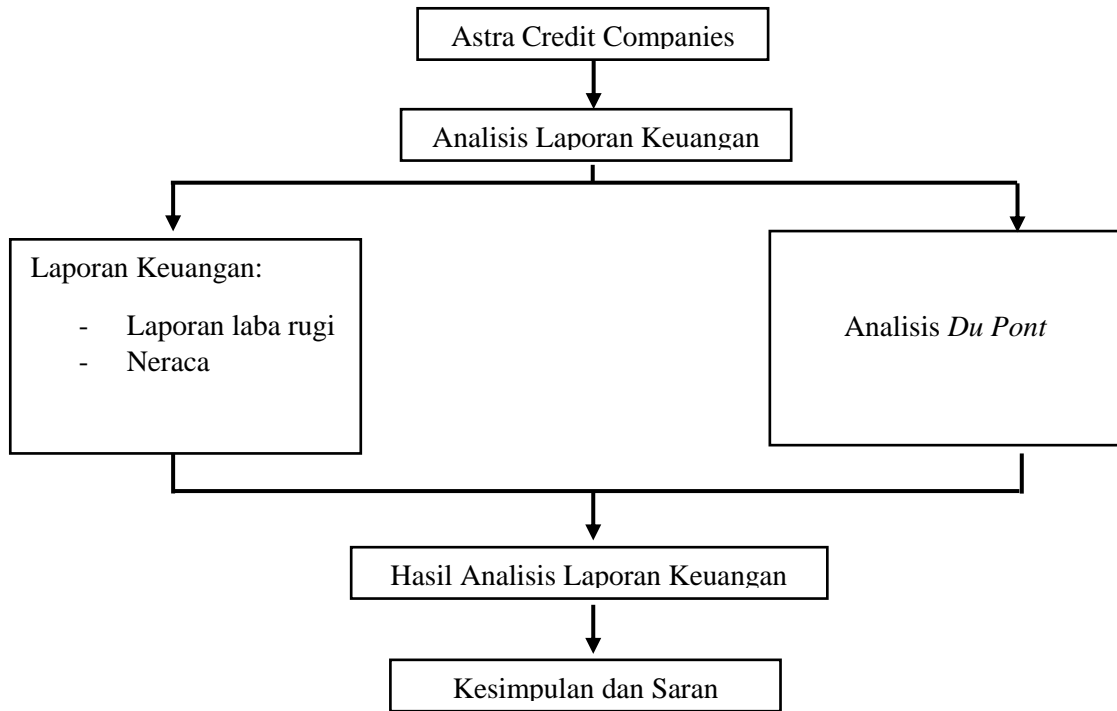 Astra Credit Companies
Analisis Laporan Keuangan
Laporan Keuangan:
- Laporan laba rugi
- Neraca
Analisis Du Pont
Hasil Analisis Laporan Keuangan
Kesimpulan dan Saran